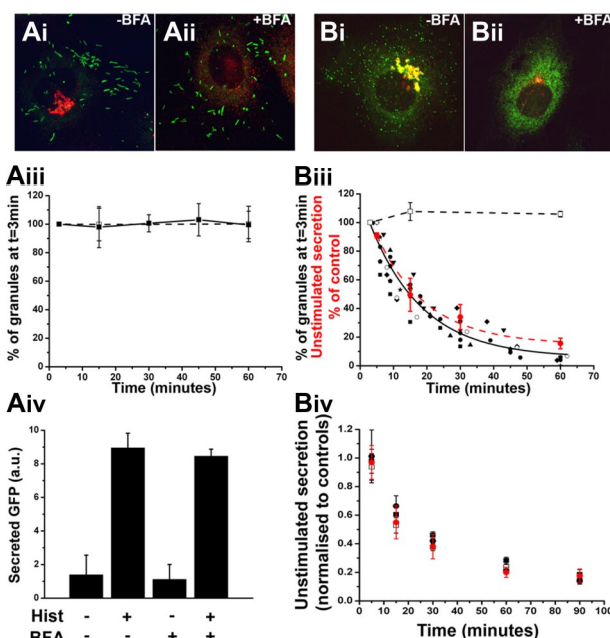 Ai
-BFA
Aii
+BFA
Bi
-BFA
Bii
+BFA
Aiii
% of granules at t=3min
120
100
80
60
40
20
0
0 10 20 30 40 50 60 70
Time (minutes)
Biii
% of granules at t=3min
Unstimulated secretion
% of control
120
100
80
60
40
20
0
0 10 20 30 40 50 60 70
Time (minutes)
Aiv
Secreted GFP (a.u.)
10
8
6
4
2
0
Hist - + - +
BFA - - + +
Biv
Unstimulated secretion
(normalised to controls)
1.2
1.0
0.8
0.6
0.4
0.2
0.0
0 10 20 30 40 50 60 70 80 90 100
Time (minutes)